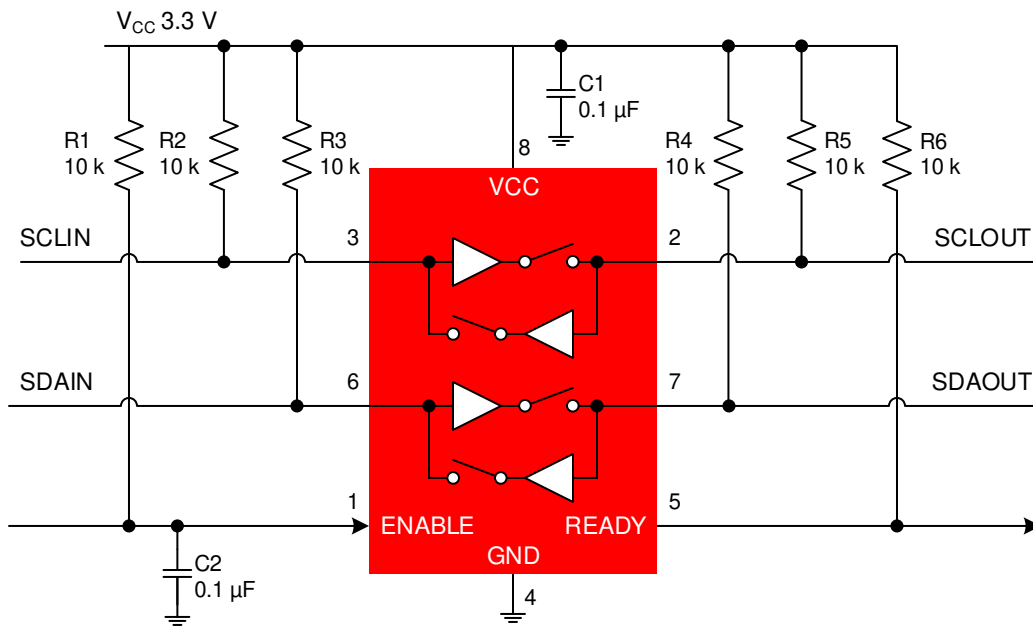 VCC 3.3 V
C1
0.1 µF
R1
10 k
R2
10 k
R3
10 k
R4
10 k
R5
10 k
R6
10 k
8
VCC
SCLIN
3
2
SCLOUT
SDAIN
6
7
SDAOUT
1
ENABLE
READY
5
GND
4
C2
0.1 µF